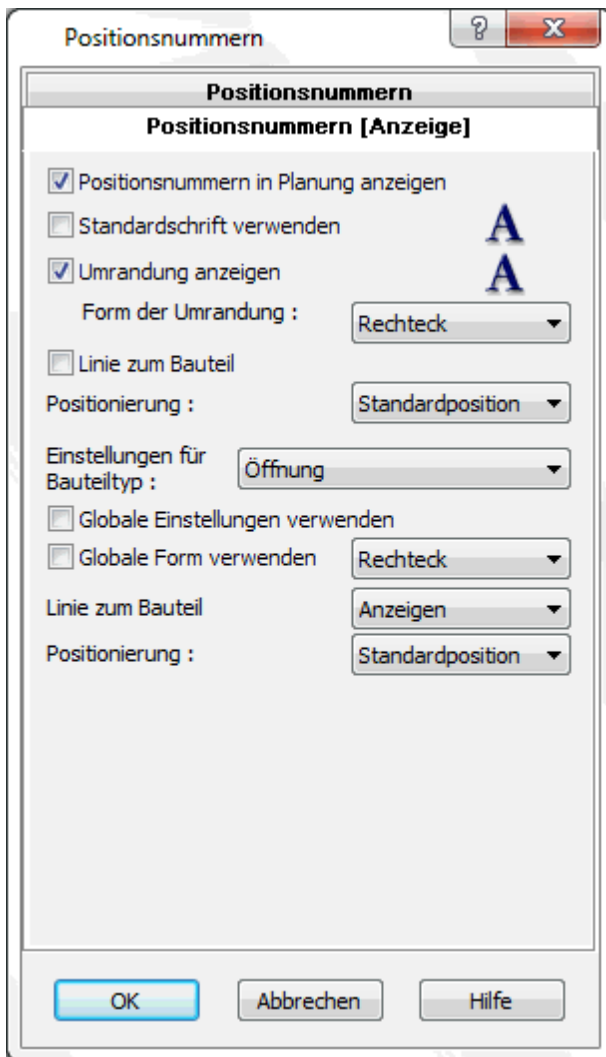 Positionsnummern
Positionsnummern
Positionsnummern [Anzeige]
Positionsnummern in Planung anzeigen
Standardschrift verwenden A
Umrandung anzeigen A
Form der Umrandung : Rechteck
Linie zum Bauteil
Positionierung : Standardposition
Einstellungen für
Bauteiltyp : Öffnung
Globale Einstellungen verwenden
Globale Form verwenden Rechteck
Linie zum Bauteil Anzeigen
Positionierung : Standardposition
OK Abbrechen Hilfe